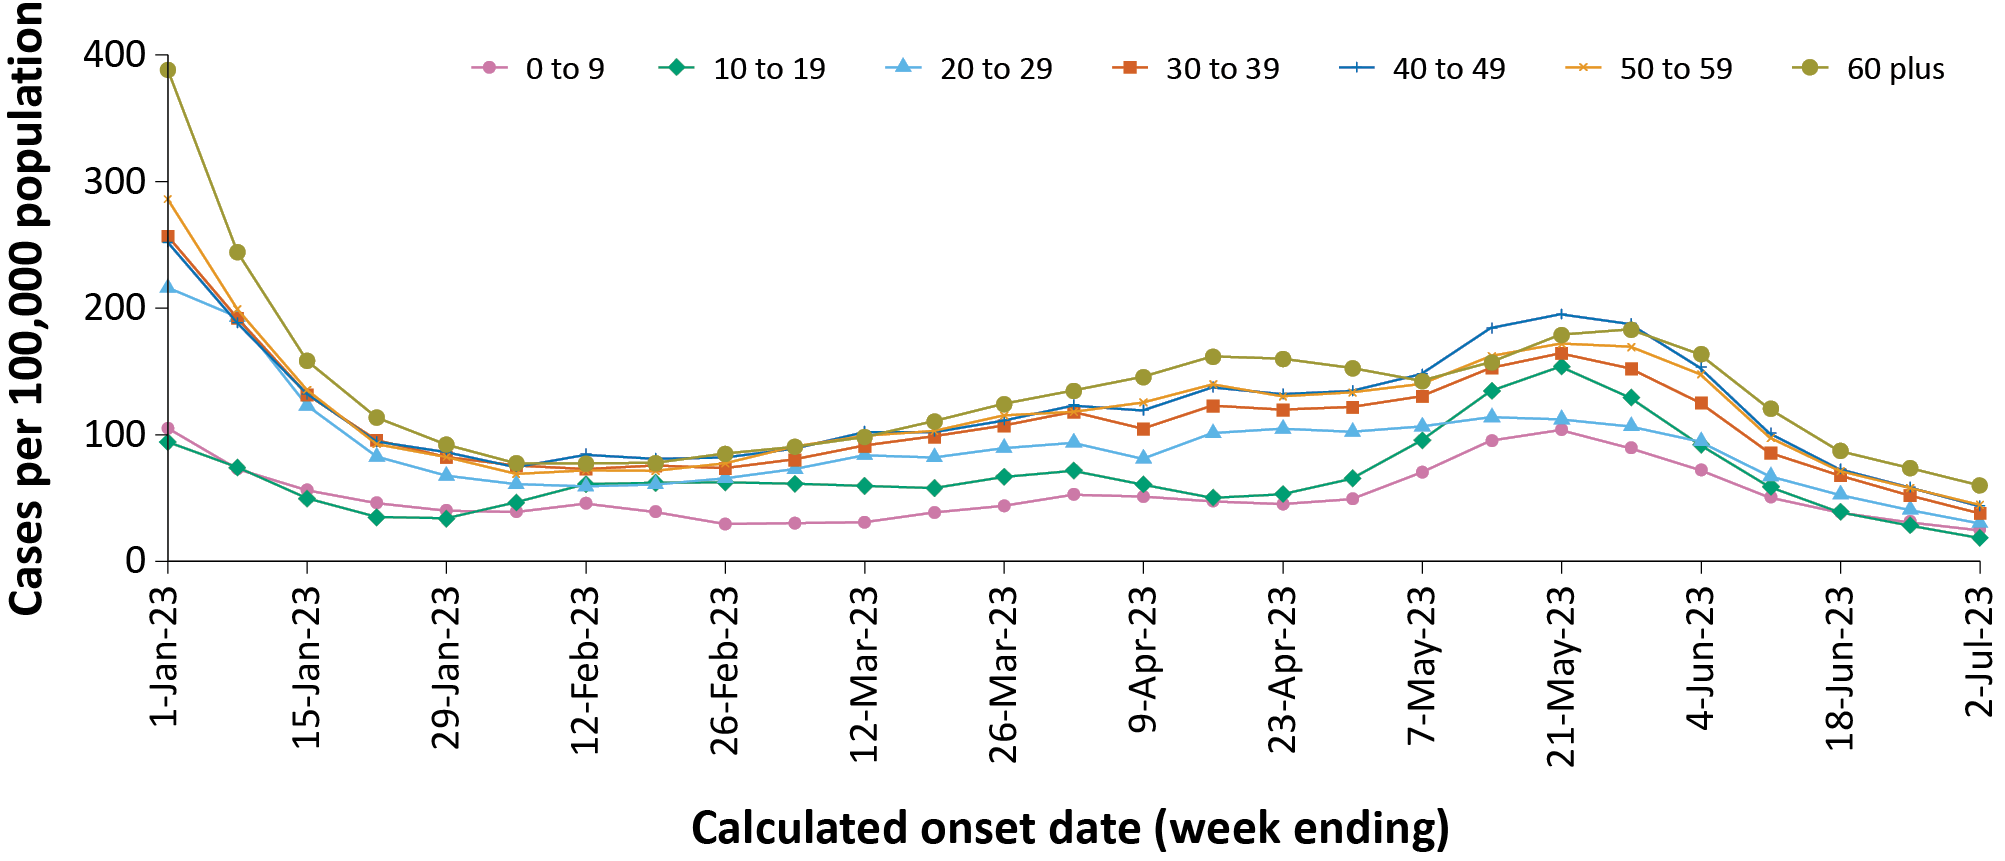 Cases per 100,000 population
400
300
200
100
0
0 to 9
10 to 19
20 to 29
30 to 39
40 to 49
50 to 59
60 plus
1-Jan-23
15-Jan-23
29-Jan-23
12-Feb-23
26-Feb-23
12-Mar-23
26-Mar-23
9-Apr-23
23-Apr-23
7-May-23
21-May-23
4-Jun-23
18-Jun-23
2-Jul-23
Calculated onset date (week ending)